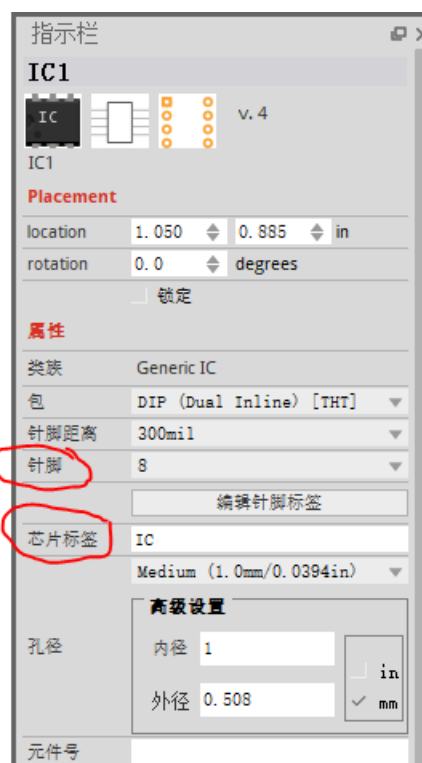 指示栏
IC1
IC v. 4
IC1
Placement
location 1. 050 0. 885 in
rotation 0. 0 degrees
锁定
属性
类族 Generic IC
包 DIP (Dual Inline) [THT]
针脚距离 300mil
针脚 8
编辑针脚标签
芯片标签 IC
Medium (1. 0mm/0. 0394in)
高级设置
孔径 内径 1 in
外径 0. 508 mm
元件号